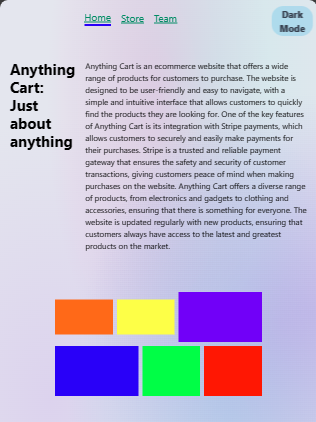 Home Store Team
Dark
Mode
Anything
Cart:
Just
about
anything
Anything Cart is an ecommerce website that offers a wide
range of products for customers to purchase. The website is
designed to be user-friendly and easy to navigate, with a
simple and intuitive interface that allows customers to quickly
find the products they are looking for. One of the key features
of Anything Cart is its integration with Stripe payments, which
allows customers to securely and easily make payments for
their purchases. Stripe is a trusted and reliable payment
gateway that ensures the safety and security of customer
transactions, giving customers peace of mind when making
purchases on the website. Anything Cart offers a diverse range
of products, from electronics and gadgets to clothing and
accessories, ensuring that there is something for everyone. The
website is updated regularly with new products, ensuring that
customers always have access to the latest and greatest
products on the market.